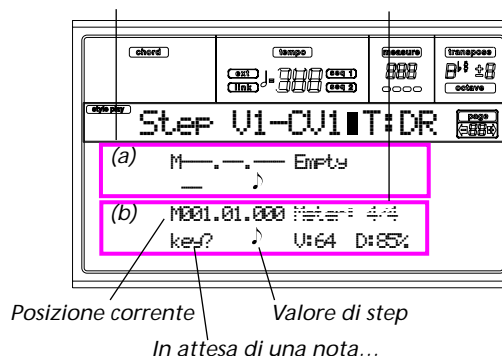 chord tempo measure transpose
ext seq 1
link seq 2
octave
style play Step V1-CV1 T:DR page
(a) M---.--.--- Empty
(b) M001.01.000 Meter: 4/4
key? V:64 D:85%
Posizione corrente Valore di step
In attesa di una nota…